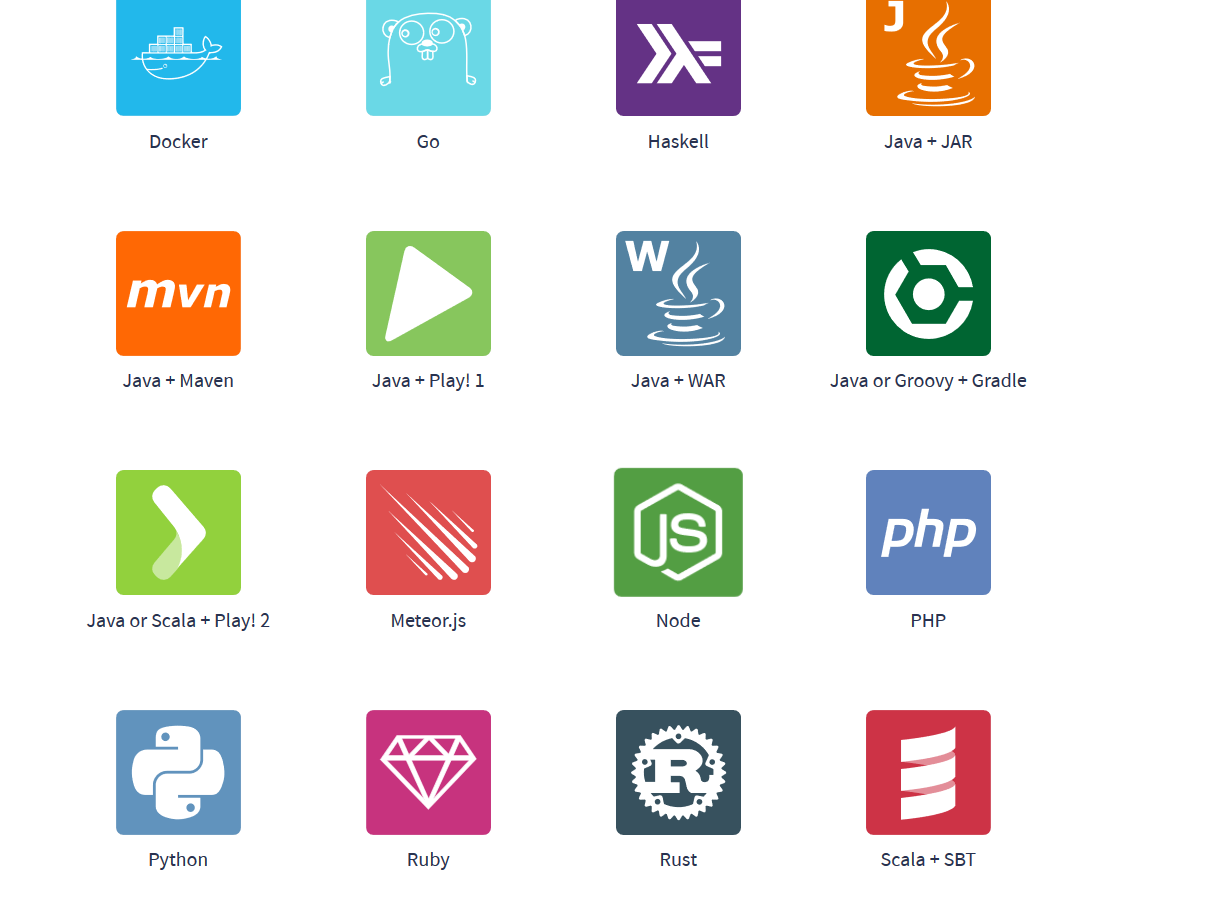 J
Docker
Go
Haskell
Java + JAR
mvn
W
Java + Maven
Java + Play! 1
Java + WAR
Java or Groovy + Gradle
JS
php
Java or Scala + Play! 2
Meteor.js
Node
PHP
R
Python
Ruby
Rust
Scala + SBT